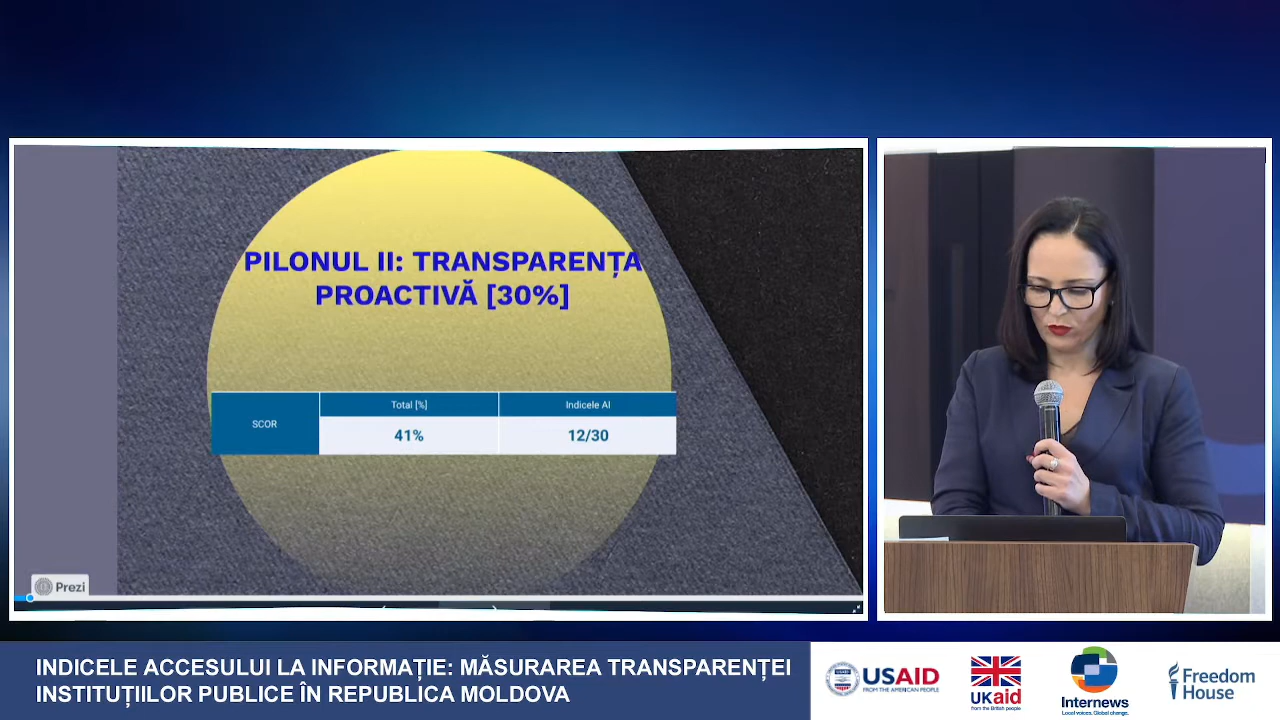 PILONUL II: TRANSPARENȚA
PROACTIVĂ [30%]
SCOR
Total [%]
Indicele AI
41%
12/30
Prezi
INDICELE ACCESULUI LA INFORMAȚIE: MĂSURAREA TRANSPARENȚEI
INSTITUȚIILOR PUBLICE ÎN REPUBLICA MOLDOVA
USAID
FROM THE AMERICAN PEOPLE
UKaid
from the British people
Internews
Local voices. Global change.
Freedom
House